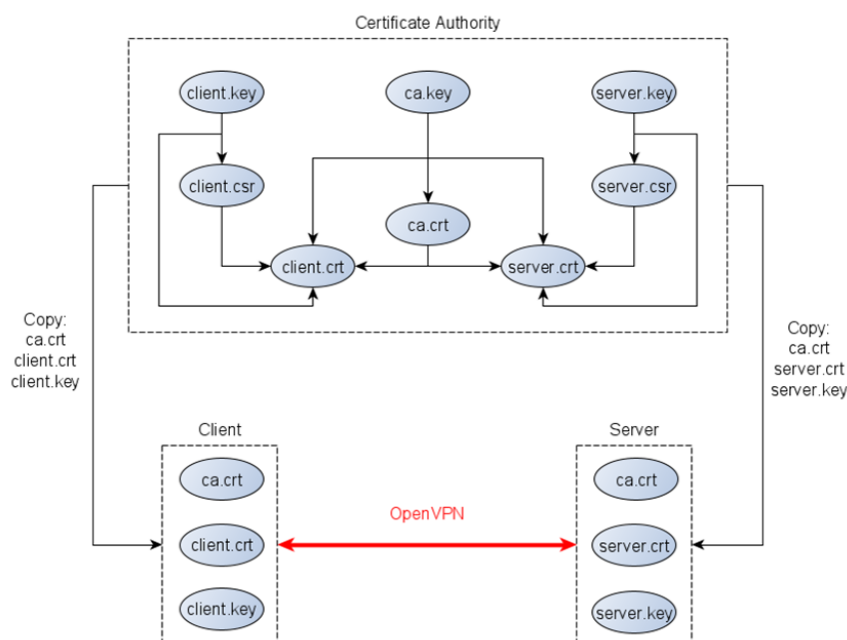 Certificate Authority
client.key
ca.key
server.key
client.csr
server.csr
ca.crt
client.crt
server.crt
Copy:
ca.crt
client.crt
client.key
Copy:
ca.crt
server.crt
server.key
Client
Server
ca.crt
ca.crt
OpenVPN
client.crt
server.crt
client.key
server.key